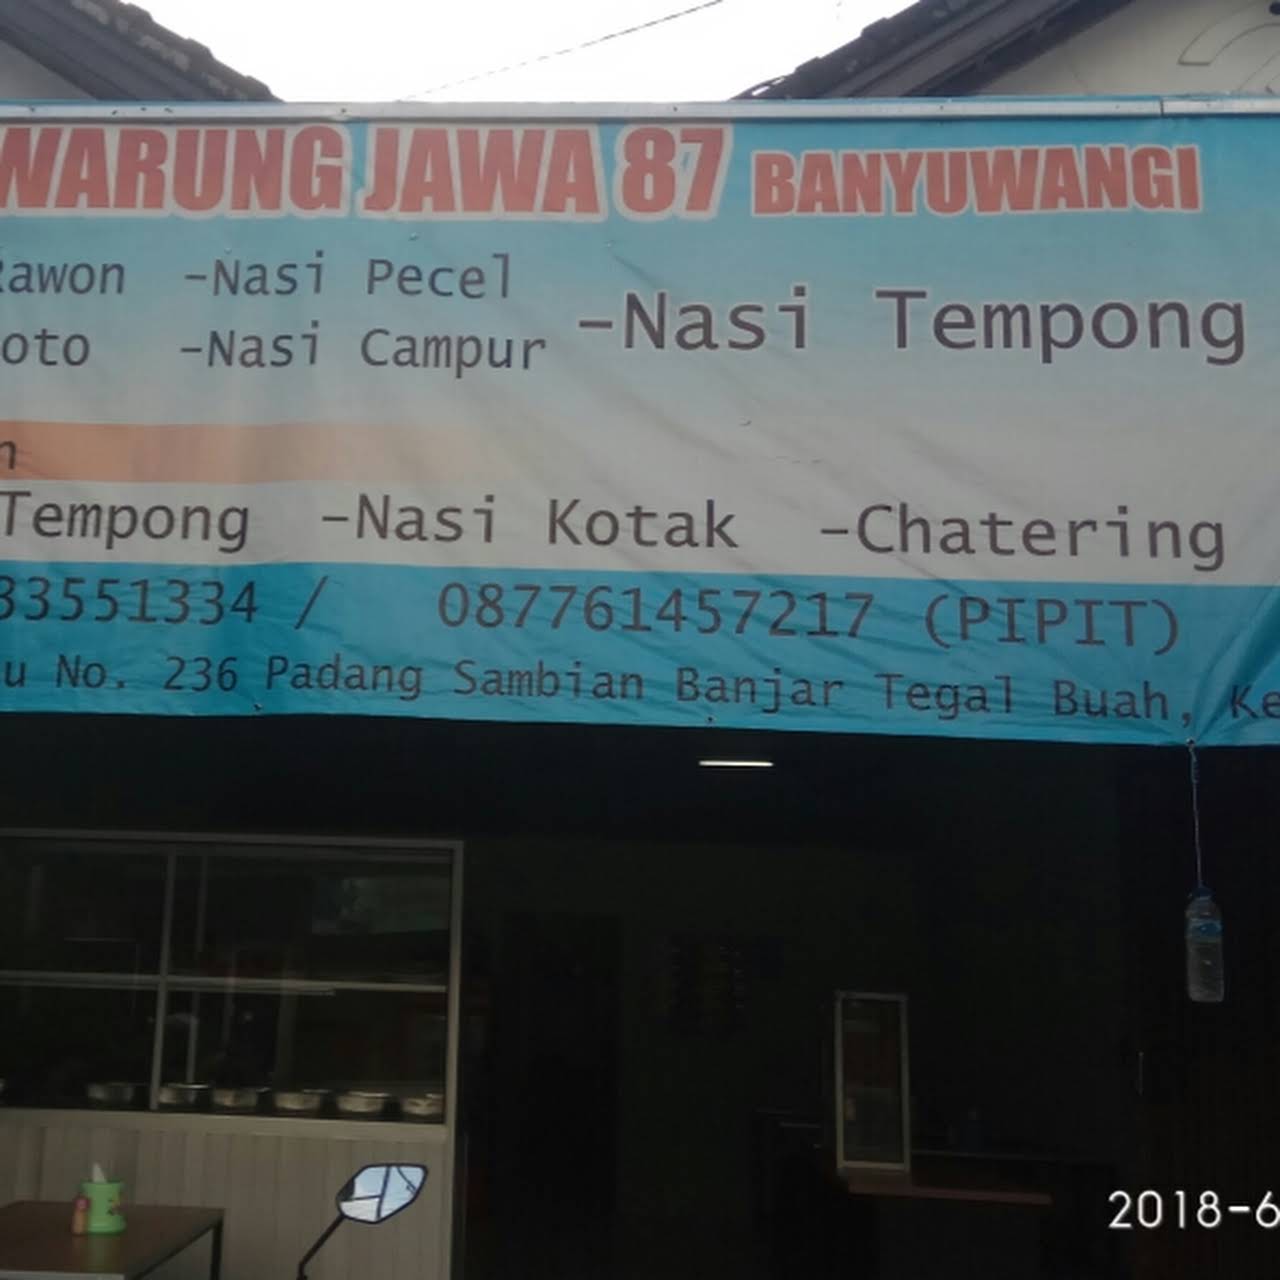 WARUNG JAWA 87 BANYUWANGI
Rawon -Nasi Pecel
-Nasi Tempong
oto -Nasi Campur
n
Tempong -Nasi Kotak -Chatering
33551334 / 087761457217 (PIPIT)
u No. 236 Padang Sambian Banjar Tegal Buah, Ke
2018-6